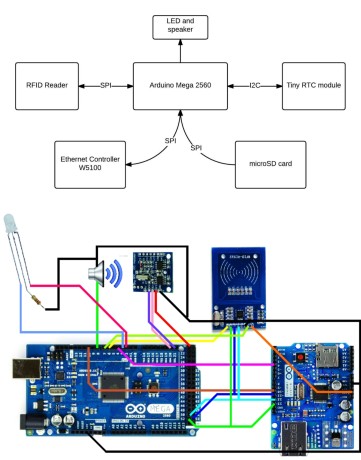 LED and
speaker
RFID Reader
SPI
Arduino Mega 2560
I2C
Tiny RTC module
SPI
SPI
Ethernet Controller
W5100
microSD card
MEGA
ARDUINO